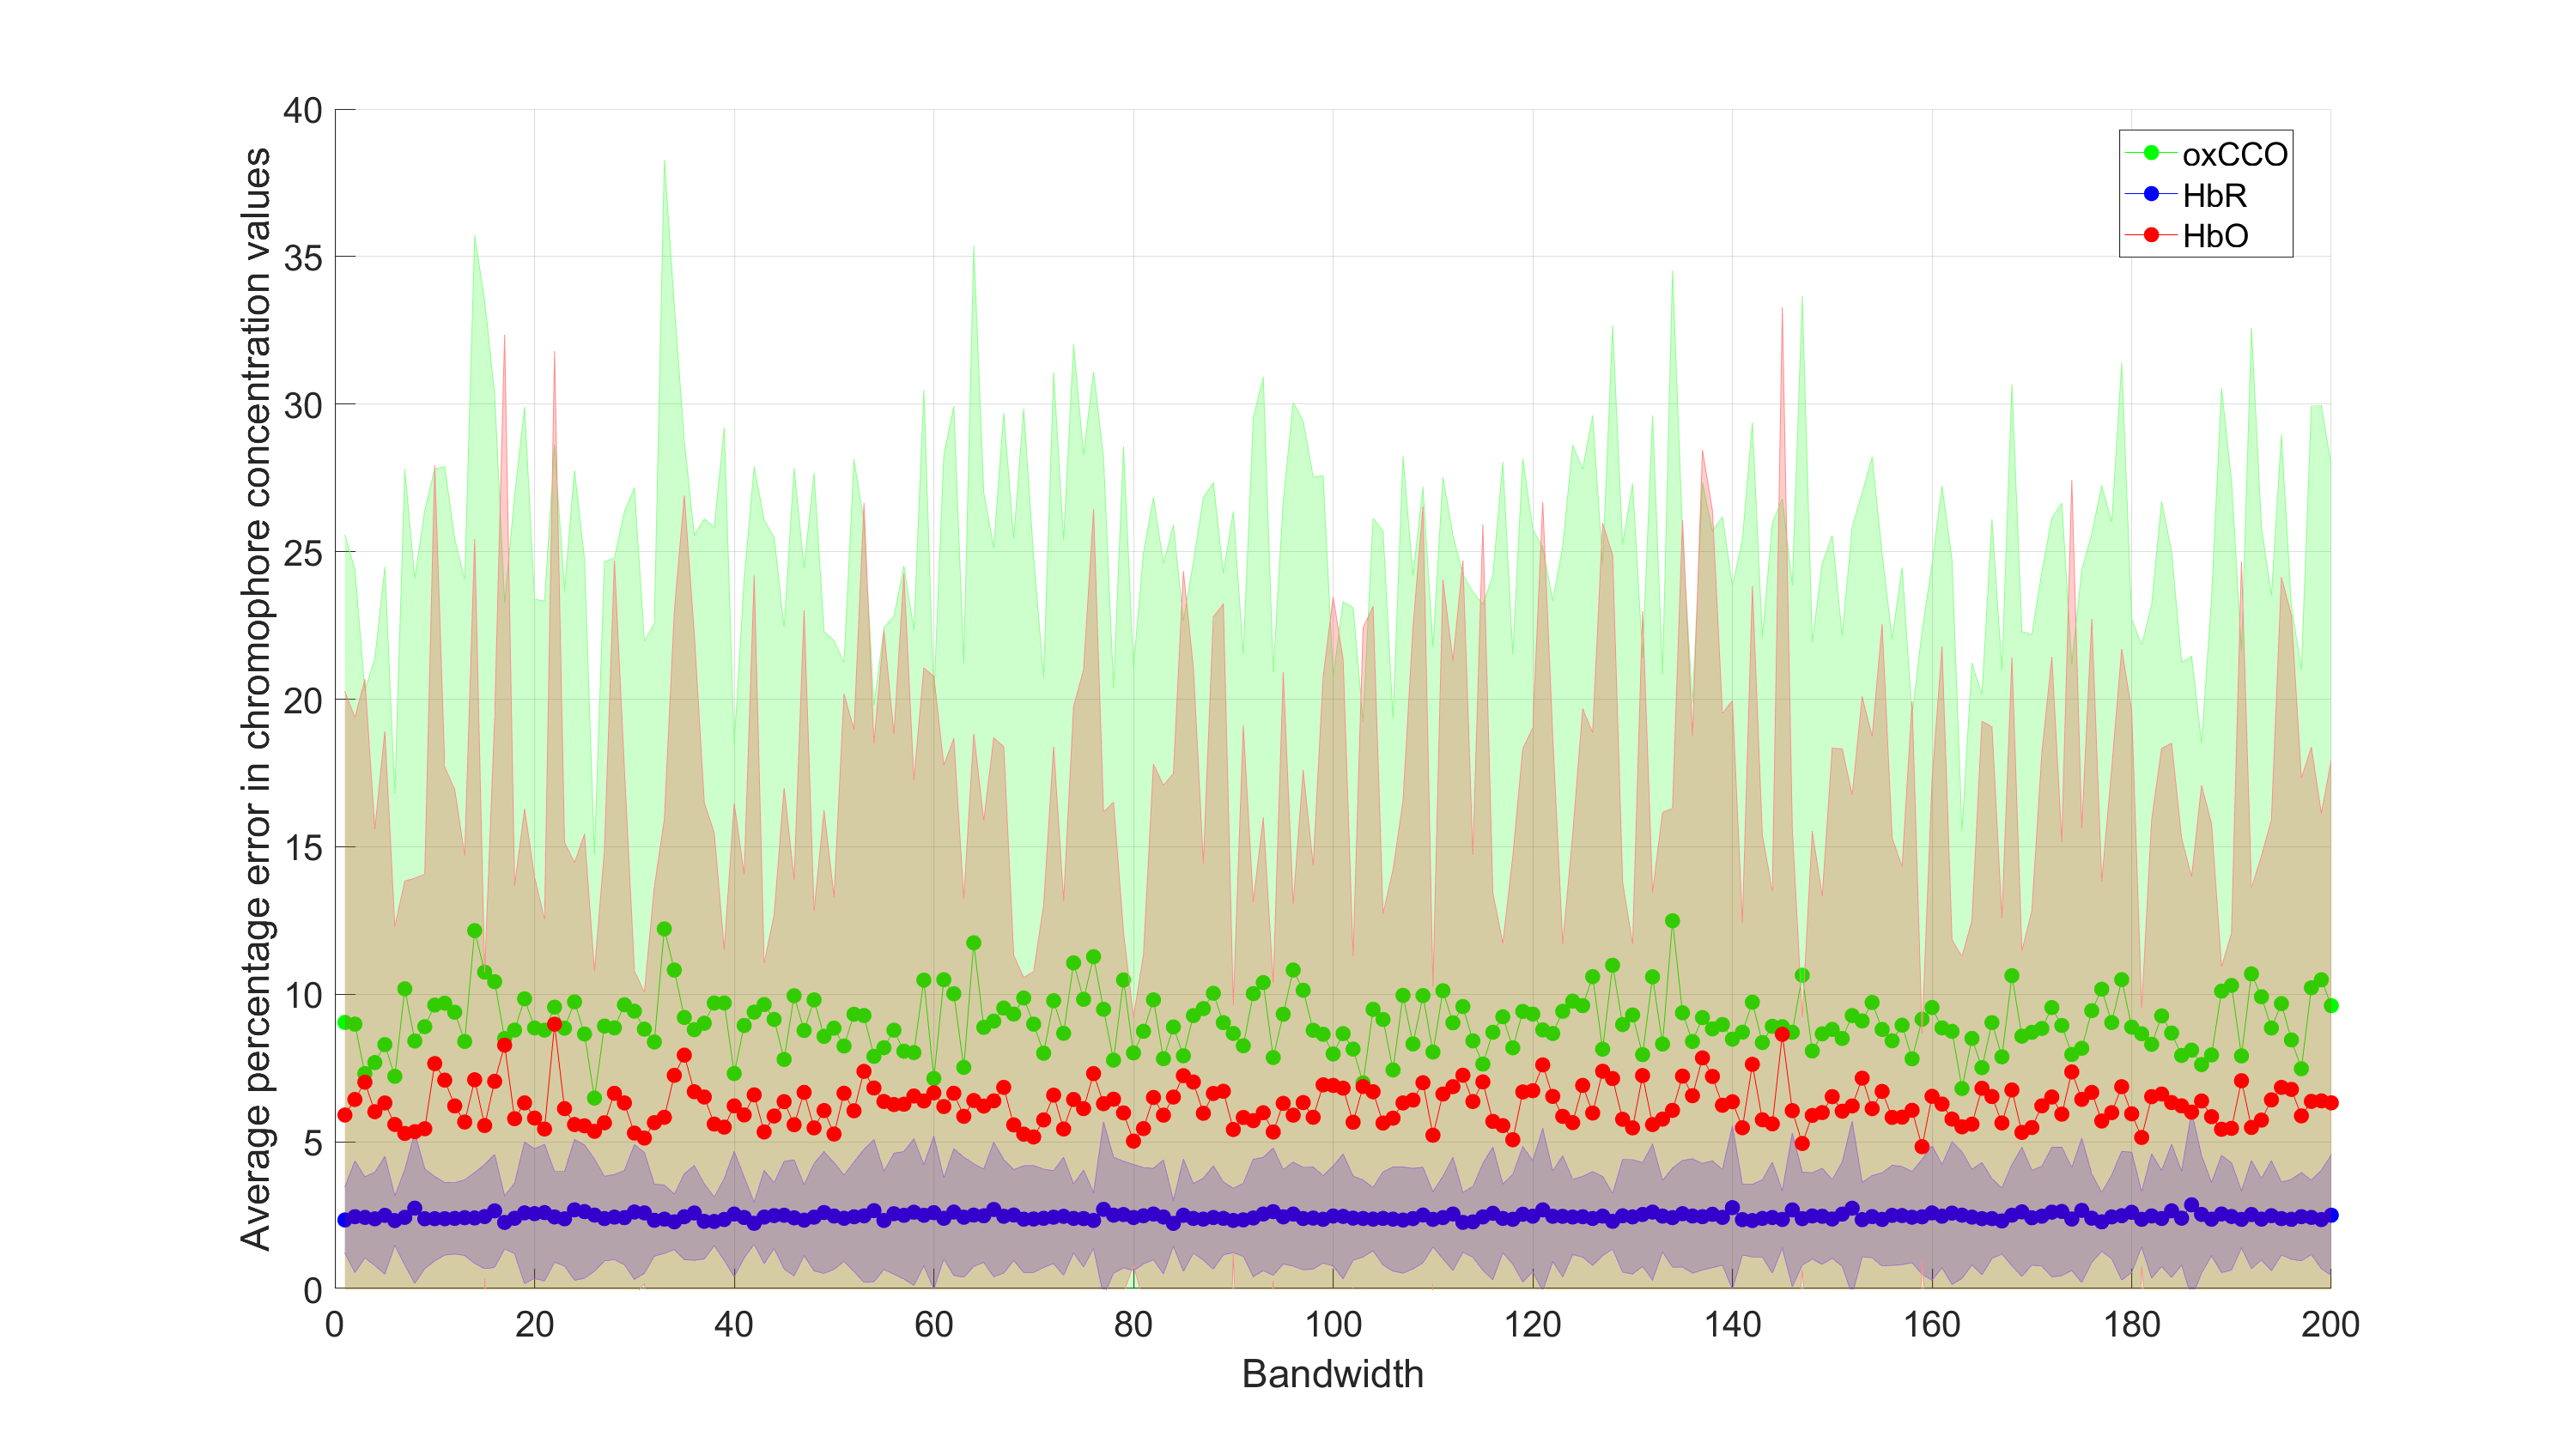 Average percentage error in chromophore concentration values
40
35
30
25
20
15
10
5
0
0 20 40 60 80 100 120 140 160 180 200
Bandwidth
oxCCO
HbR
HbO